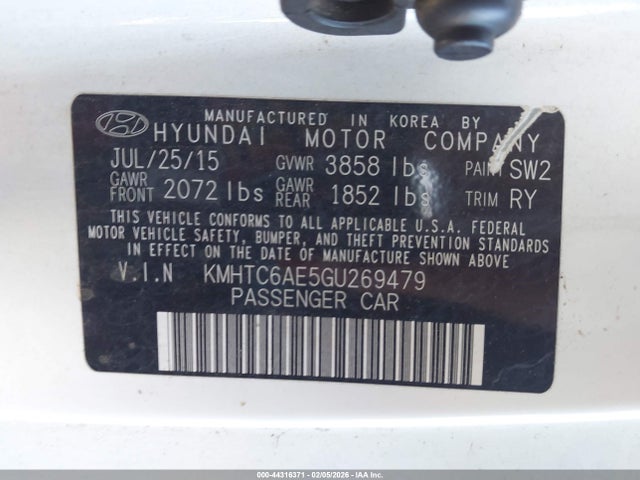 MANUFACTURED IN KOREA BY
HYUNDAI MOTOR COMPANY
JUL/25/15 GVWR 3858 lbs PAINT SW2
GAWR FRONT 2072 lbs GAWR REAR 1852 lbs TRIM RY
THIS VEHICLE CONFORMS TO ALL APPLICABLE U.S.A. FEDERAL
MOTOR VEHICLE SAFETY, BUMPER, AND THEFT PREVENTION STANDARDS
IN EFFECT ON THE DATE OF MANUFACTURE SHOWN ABOVE.
V.I.N KMHTC6AE5GU269479
PASSENGER CAR
000-44316371 - 02/05/2026 - IAA Inc. Copyright